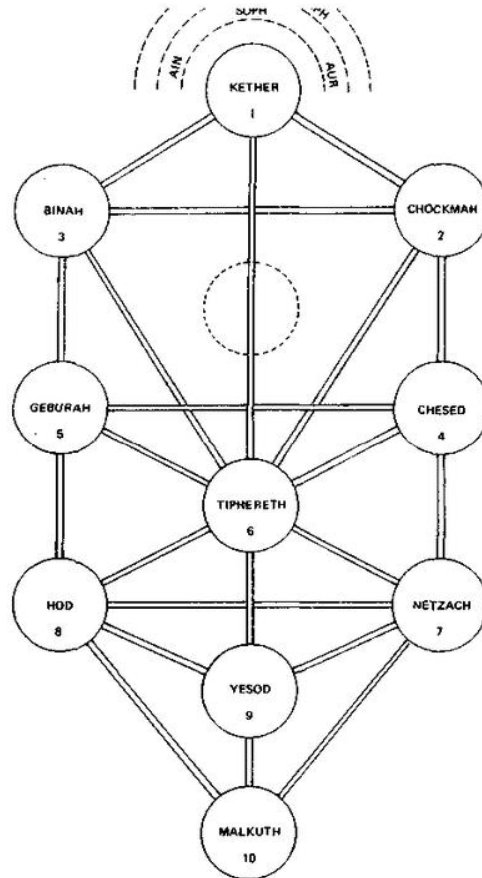 SOPH
PH
AIN
AUR
KETHER
1
BINAH
3
CHOCKMAH
2
GEBURAH
5
CHESED
4
TIPHERETH
6
HOD
8
NETZACH
7
YESOD
9
MALKUTH
10